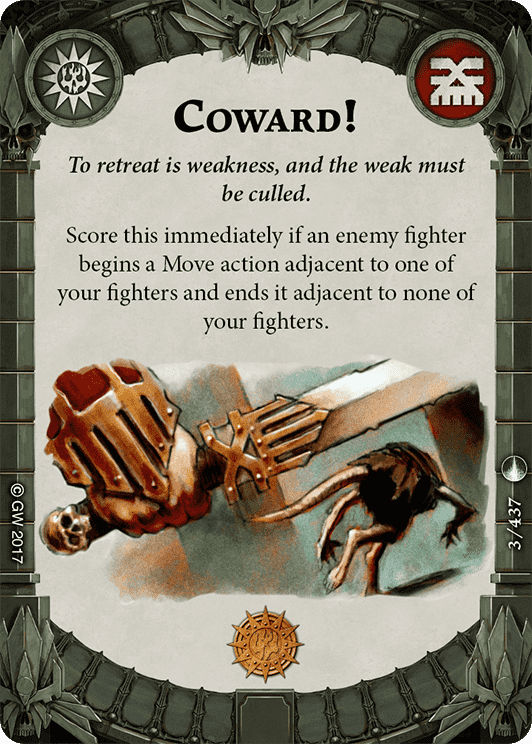 Coward!
To retreat is weakness, and the weak must
be culled.
Score this immediately if an enemy fighter
begins a Move action adjacent to one of
your fighters and ends it adjacent to none of
your fighters.
© GW 2017
3/437